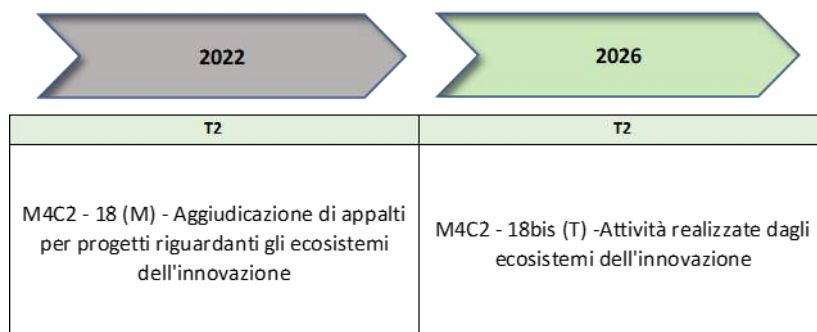 2022
2026
T2
T2
M4C2 - 18 (M) - Aggiudicazione di appalti
per progetti riguardanti gli ecosistemi
dell'innovazione
M4C2 - 18bis (T) -Attività realizzate dagli
ecosistemi dell'innovazione